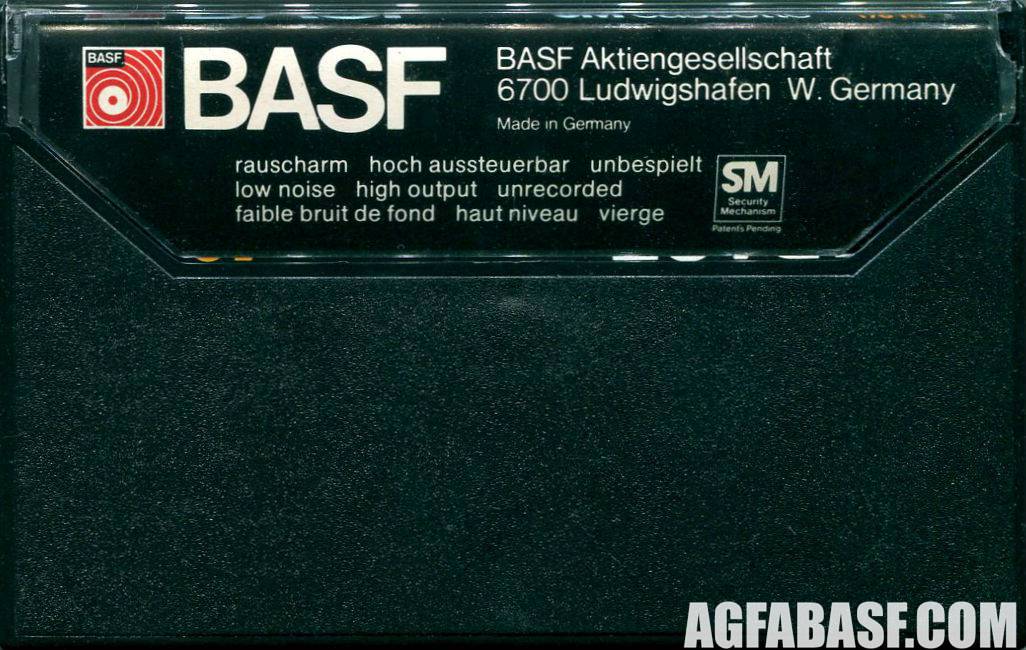 BASF
BASF
BASF Aktiengesellschaft
6700 Ludwigshafen W. Germany
Made in Germany
rauscharm hoch aussteuerbar unbespielt
low noise high output unrecorded
faible bruit de fond haut niveau vierge
SM
Security
Mechanism
Patents Pending
AGFABASF.COM